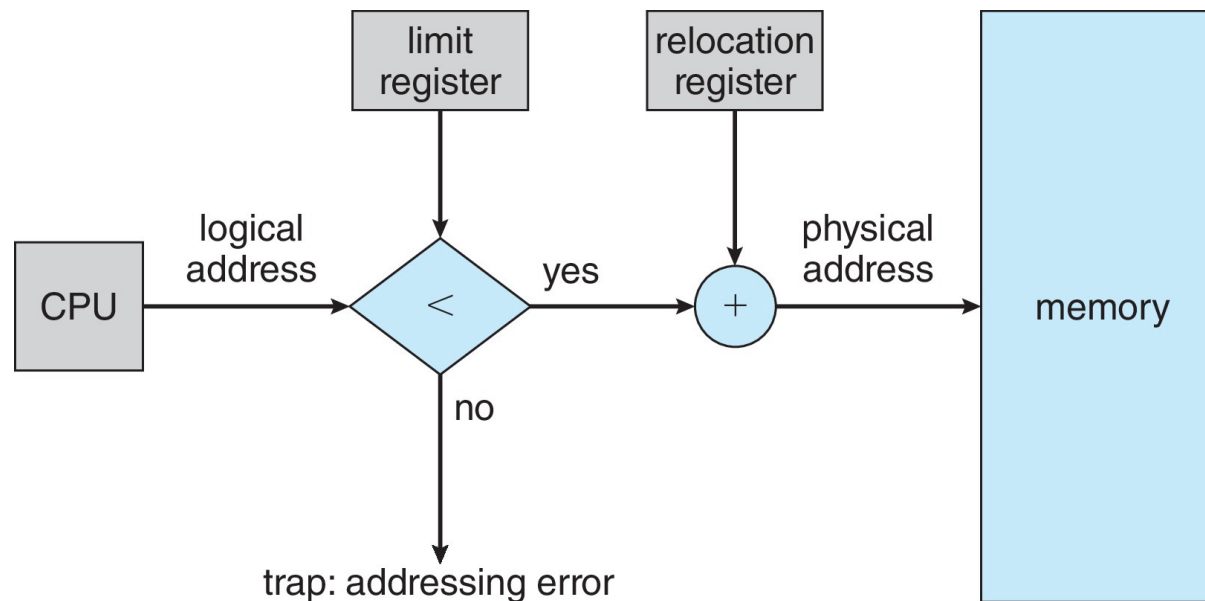 limit
register
relocation
register
logical
address
physical
address
CPU
<
yes
+
memory
no
trap: addressing error